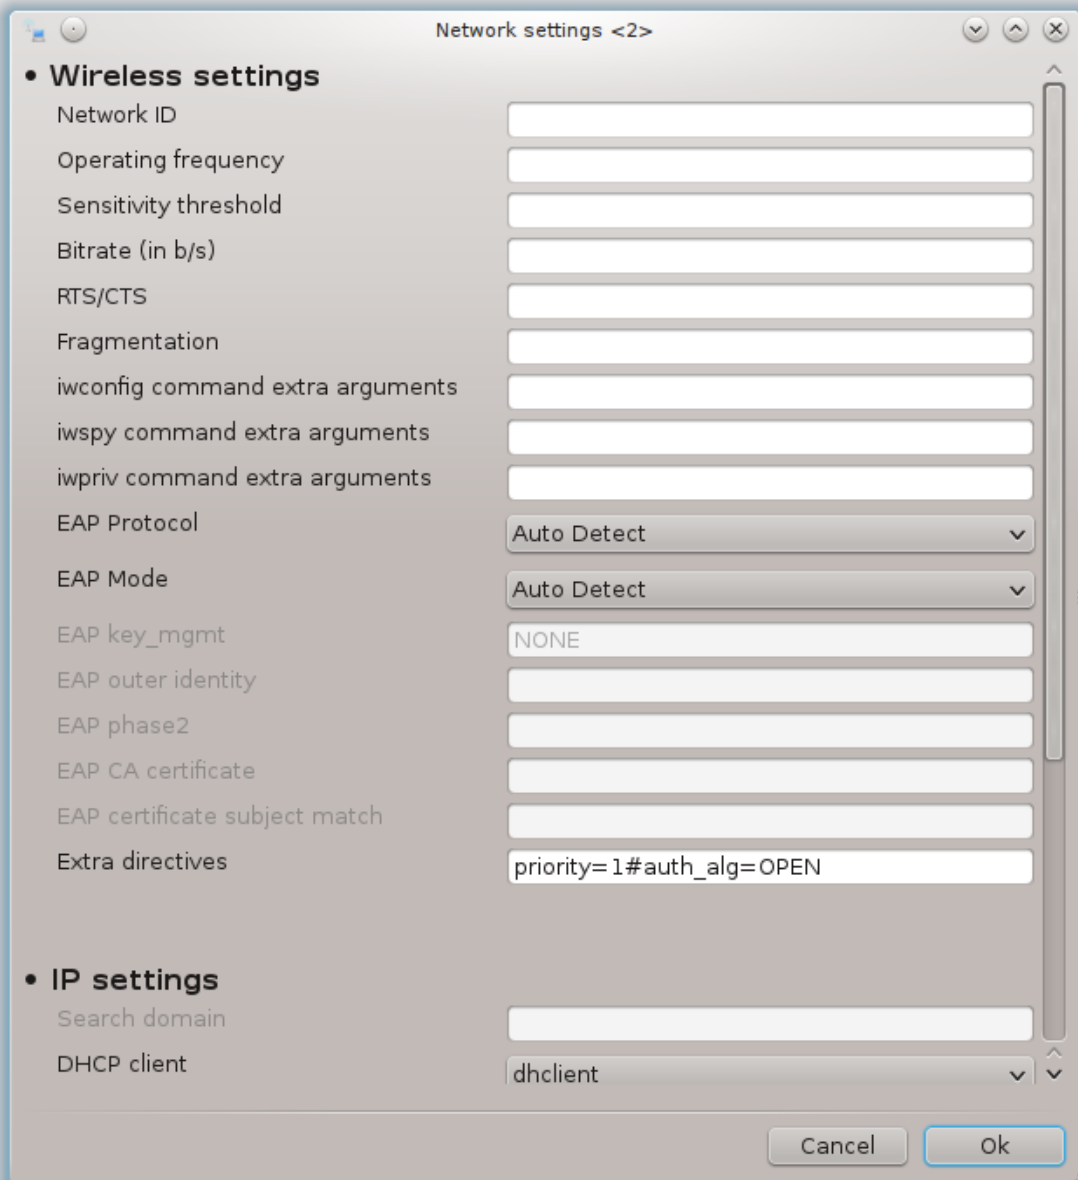 Network settings <2>
• Wireless settings
Network ID
Operating frequency
Sensitivity threshold
Bitrate (in b/s)
RTS/CTS
Fragmentation
iwconfig command extra arguments
iwspy command extra arguments
iwpriv command extra arguments
EAP Protocol Auto Detect
EAP Mode Auto Detect
EAP key_mgmt NONE
EAP outer identity
EAP phase2
EAP CA certificate
EAP certificate subject match
Extra directives priority=1#auth_alg=OPEN
• IP settings
Search domain
DHCP client dhclient
Cancel Ok